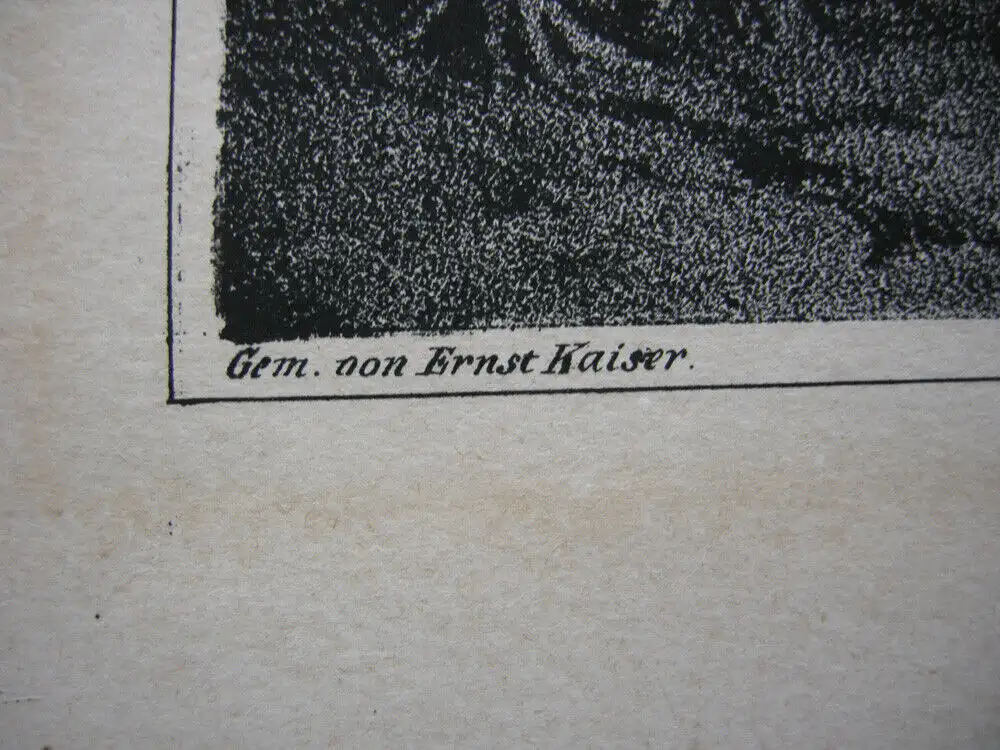 Gem. von Ernst Kaiser.